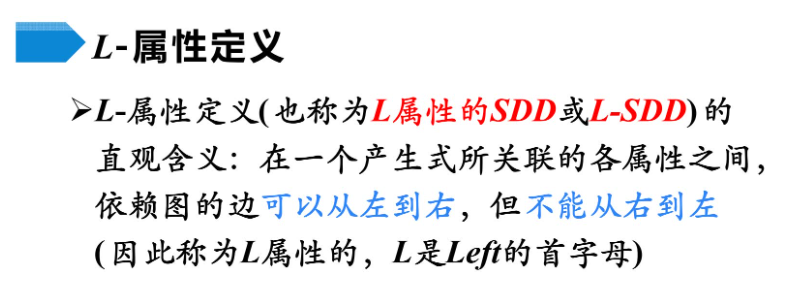 L-属性定义
➢L-属性定义(也称为L属性的SDD或L-SDD)的
直观含义：在一个产生式所关联的各属性之间，
依赖图的边可以从左到右，但不能从右到左
(因此称为L属性的，L是Left的首字母)